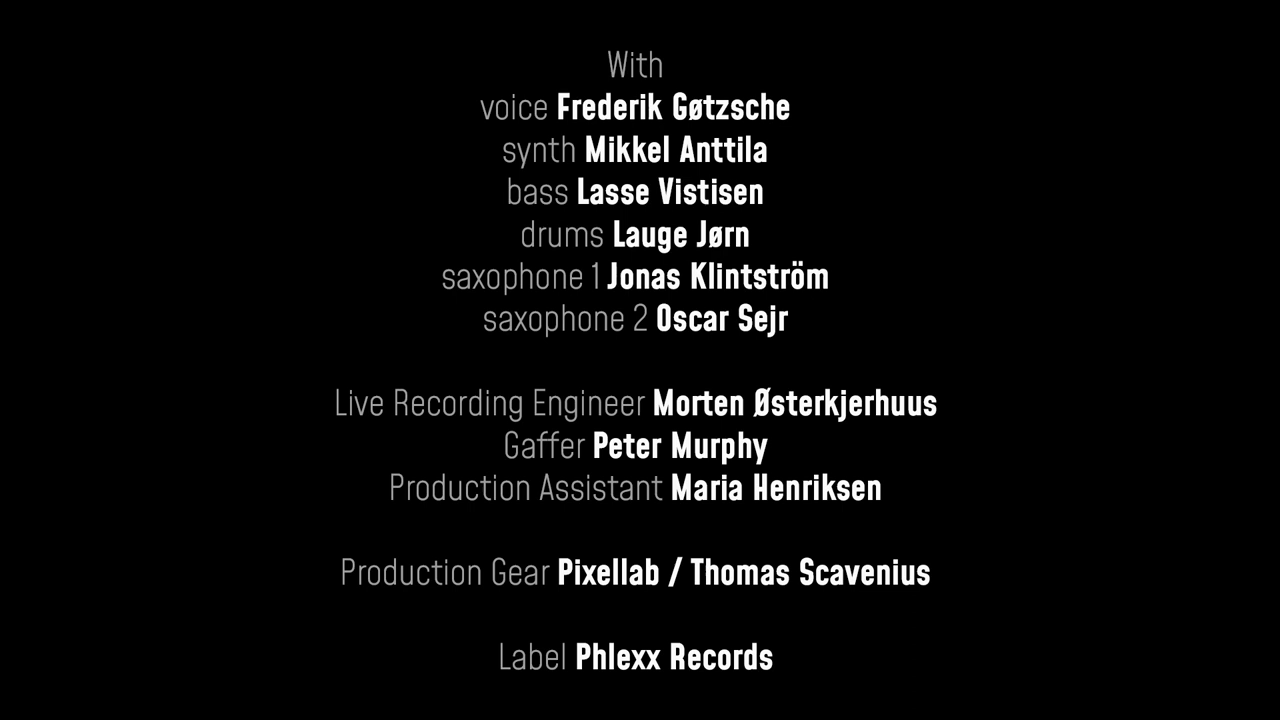 With
voice Frederik Gøtzsche
synth Mikkel Anttila
bass Lasse Vistisen
drums Lauge Jørn
saxophone 1 Jonas Klintström
saxophone 2 Oscar Sejr
Live Recording Engineer Morten Østerkjerhuus
Gaffer Peter Murphy
Production Assistant Maria Henriksen
Production Gear Pixellab / Thomas Scavenius
Label Phlexx Records